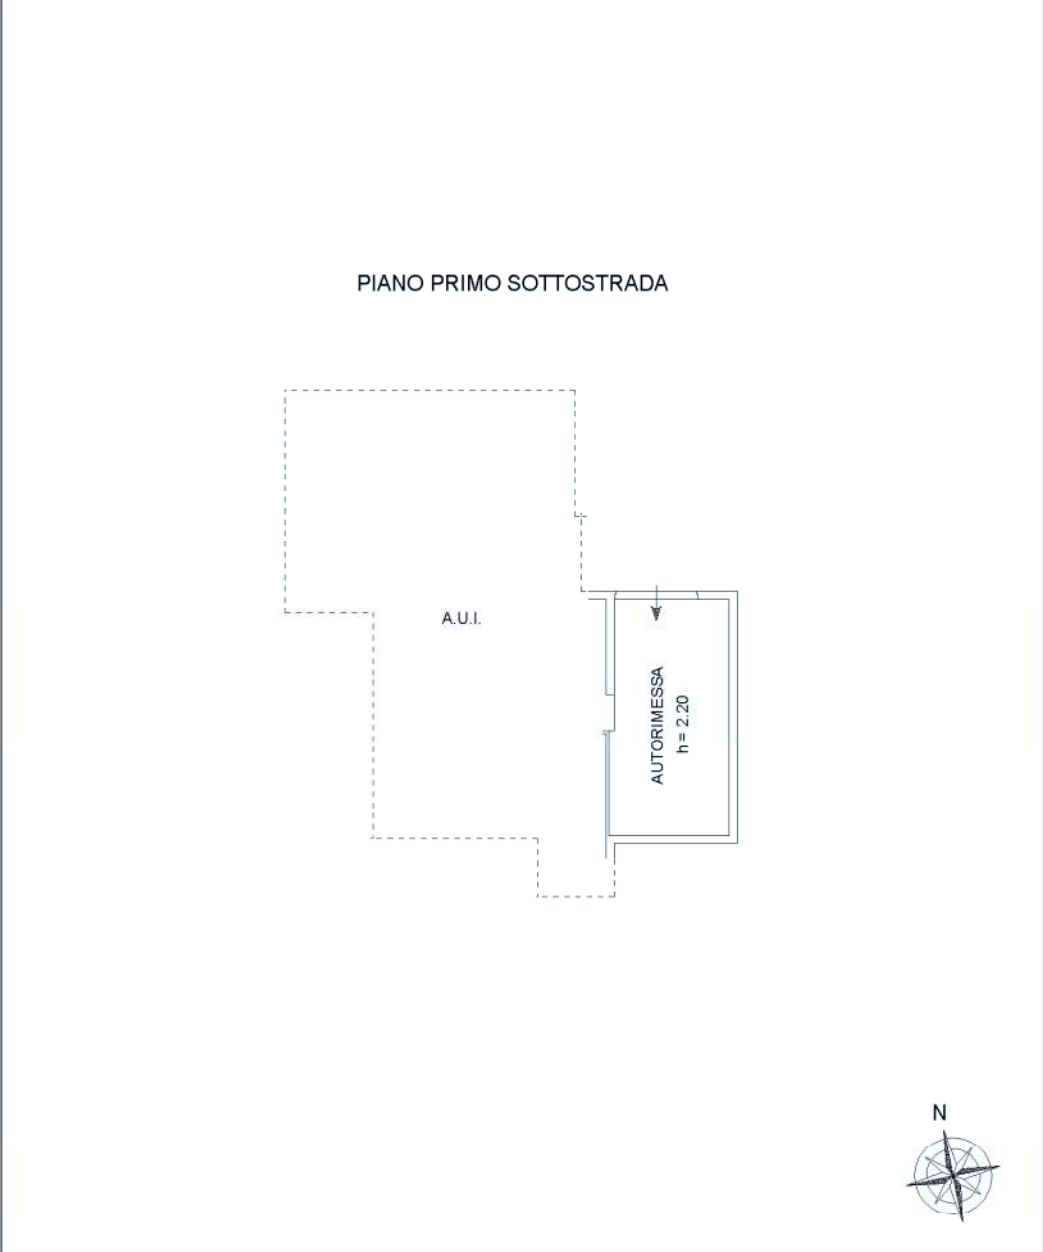 PIANO PRIMO SOTTOSTRADA
A.U.I.
AUTORIMESSA
h = 2.20
N